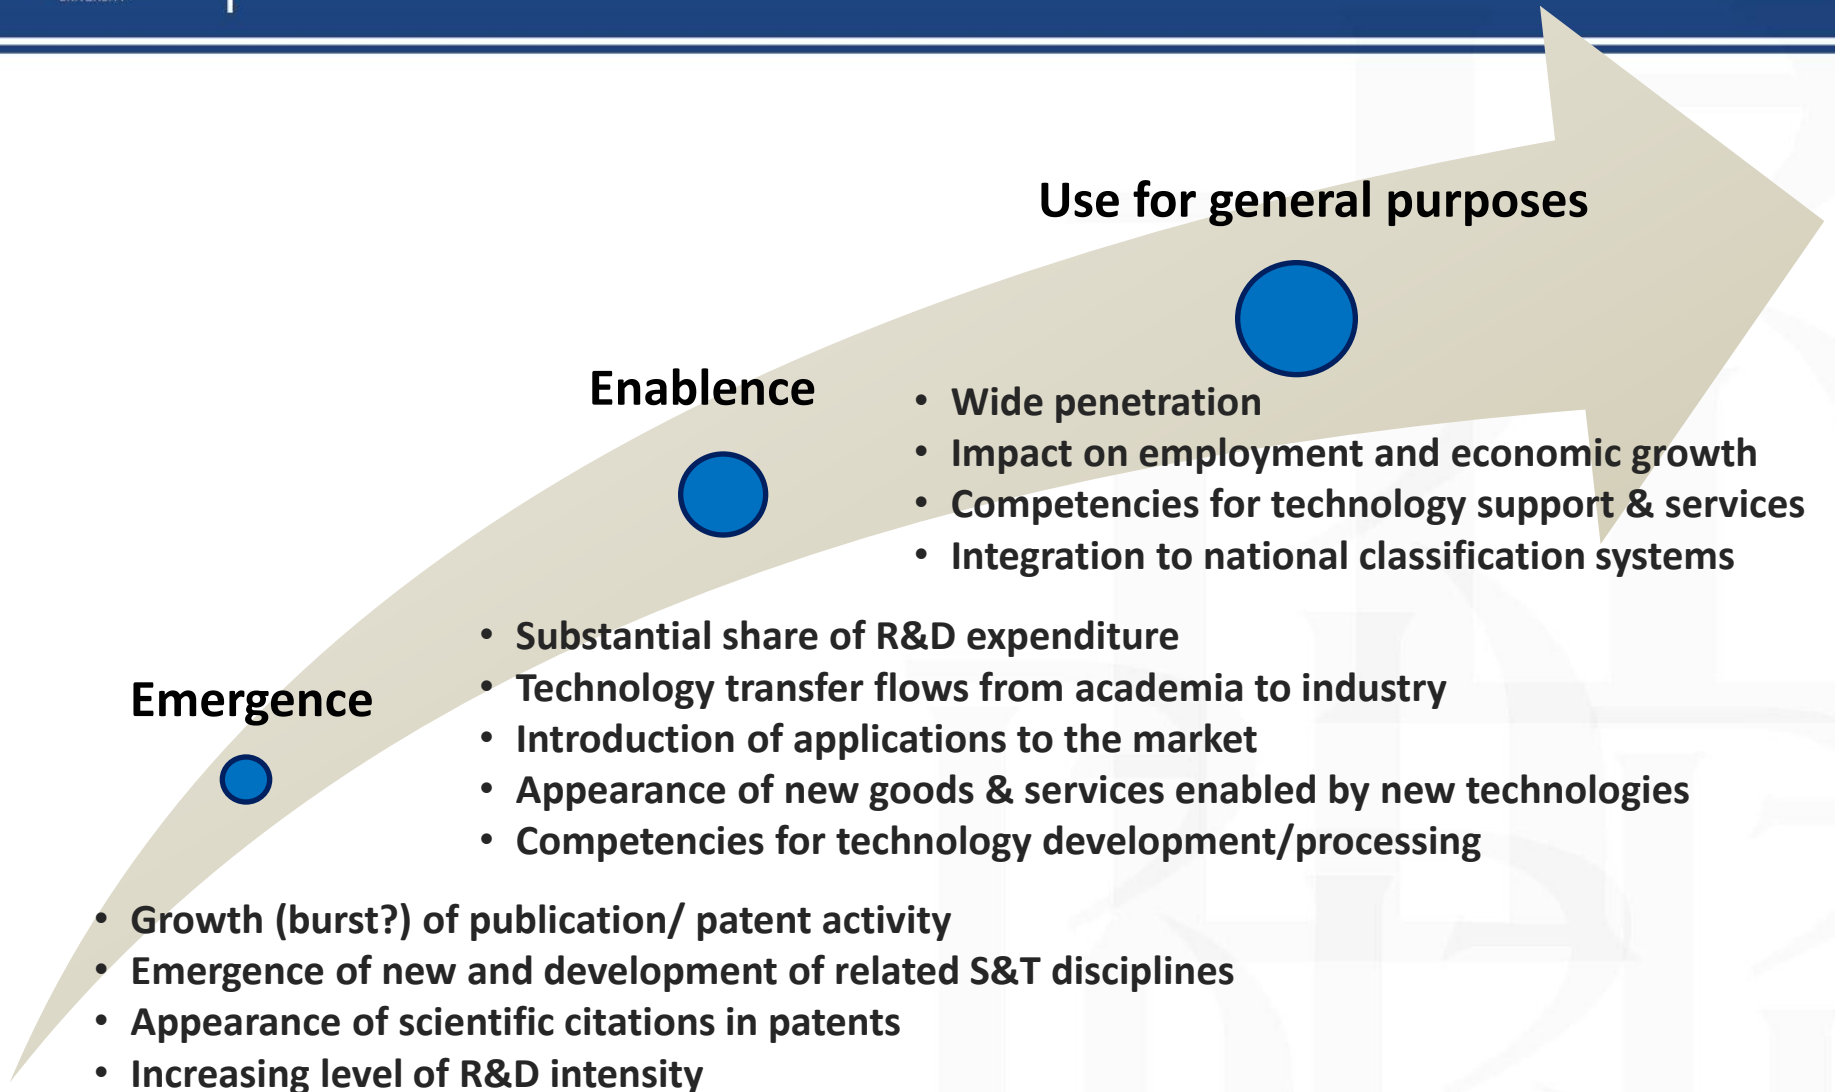 Use for general purposes
Enablence
• Wide penetration
• Impact on employment and economic growth
• Competencies for technology support & services
• Integration to national classification systems
• Substantial share of R&D expenditure
Emergence
• Technology transfer flows from academia to industry
• Introduction of applications to the market
• Appearance of new goods & services enabled by new technologies
• Competencies for technology development/processing
• Growth (burst?) of publication/ patent activity
• Emergence of new and development of related S&T disciplines
• Appearance of scientific citations in patents
• Increasing level of R&D intensity